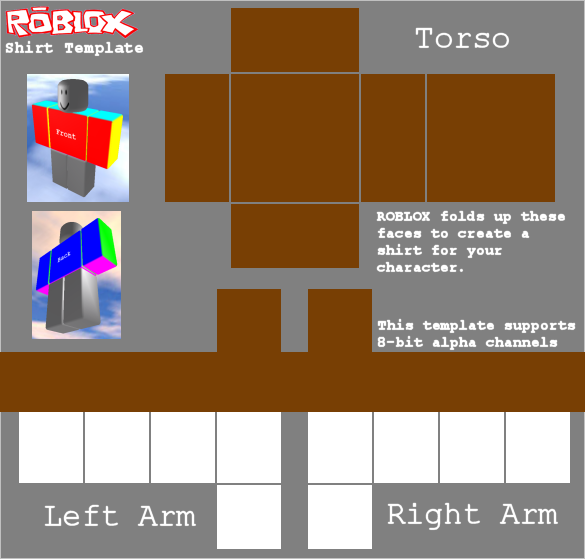 RŌBLOX
Shirt Template
Torso
Front
Back
ROBLOX folds up these
faces to create a
shirt for your
character.
This template supports
8-bit alpha channels
Left Arm
Right Arm